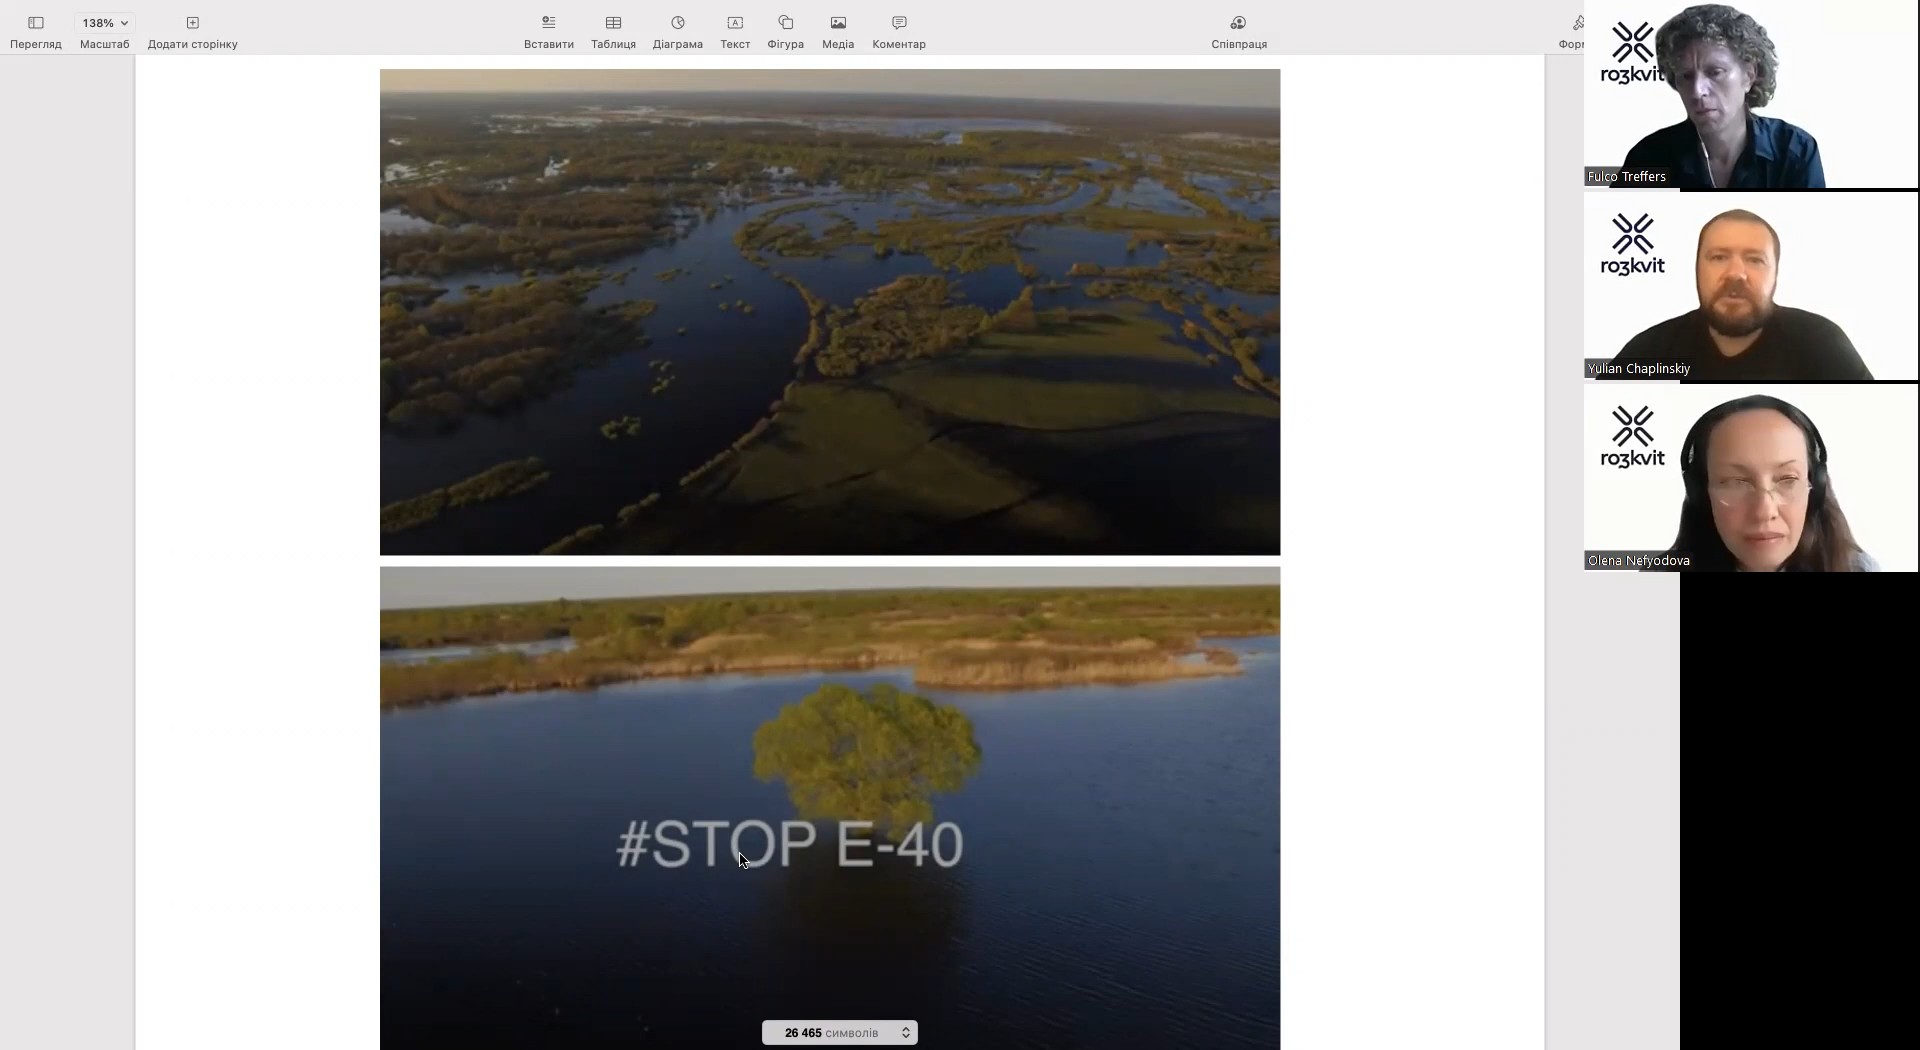 138%
Перегляд
Масштаб
Додати сторінку
Вставити
Таблиця
Діаграма
Текст
Фігура
Медіа
Коментар
Співпраця
Форм
ro3kvit
Fulco Treffers
ro3kvit
Yulian Chaplinskiy
ro3kvit
Olena Nefyodova
#STOP E-40
26 465 символів